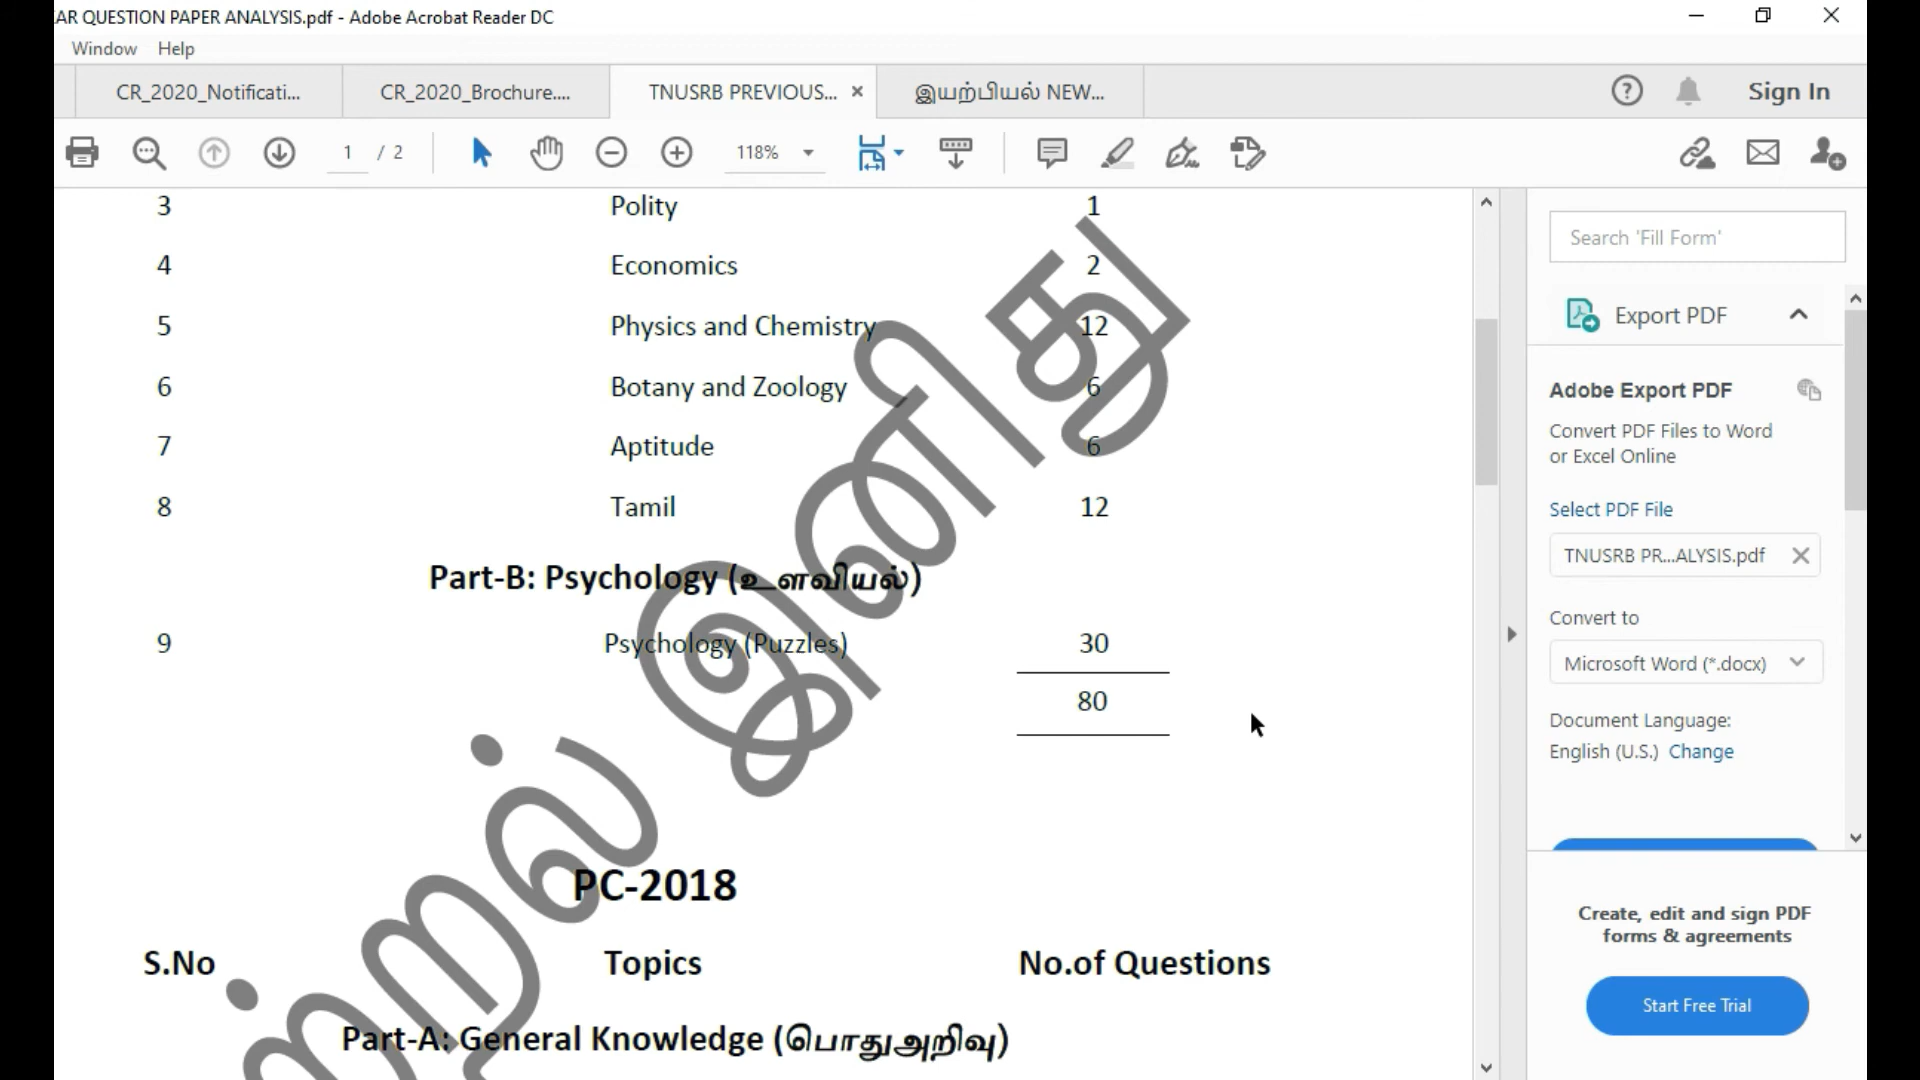 AR QUESTION PAPER ANALYSIS.pdf - Adobe Acrobat Reader DC
Window Help
CR_2020_Notificati... CR_2020_Brochure.... TNUSRB PREVIOUS... இயற்பியல் NEW... Sign In
1 / 2 118%
3 Polity 1
4 Economics 2
5 Physics and Chemistry 12
6 Botany and Zoology 6
7 Aptitude 6
8 Tamil 12
Part-B: Psychology (உளவியல்)
9 Psychology (Puzzles) 30
80
PC-2018
S.No Topics No.of Questions
Part-A: General Knowledge (பொதுஅறிவு)
ற்றல் இனிது
Search 'Fill Form'
Export PDF
Adobe Export PDF
Convert PDF Files to Word
or Excel Online
Select PDF File
TNUSRB PR...ALYSIS.pdf
Convert to
Microsoft Word (*.docx)
Document Language:
English (U.S.) Change
Create, edit and sign PDF
forms & agreements
Start Free Trial